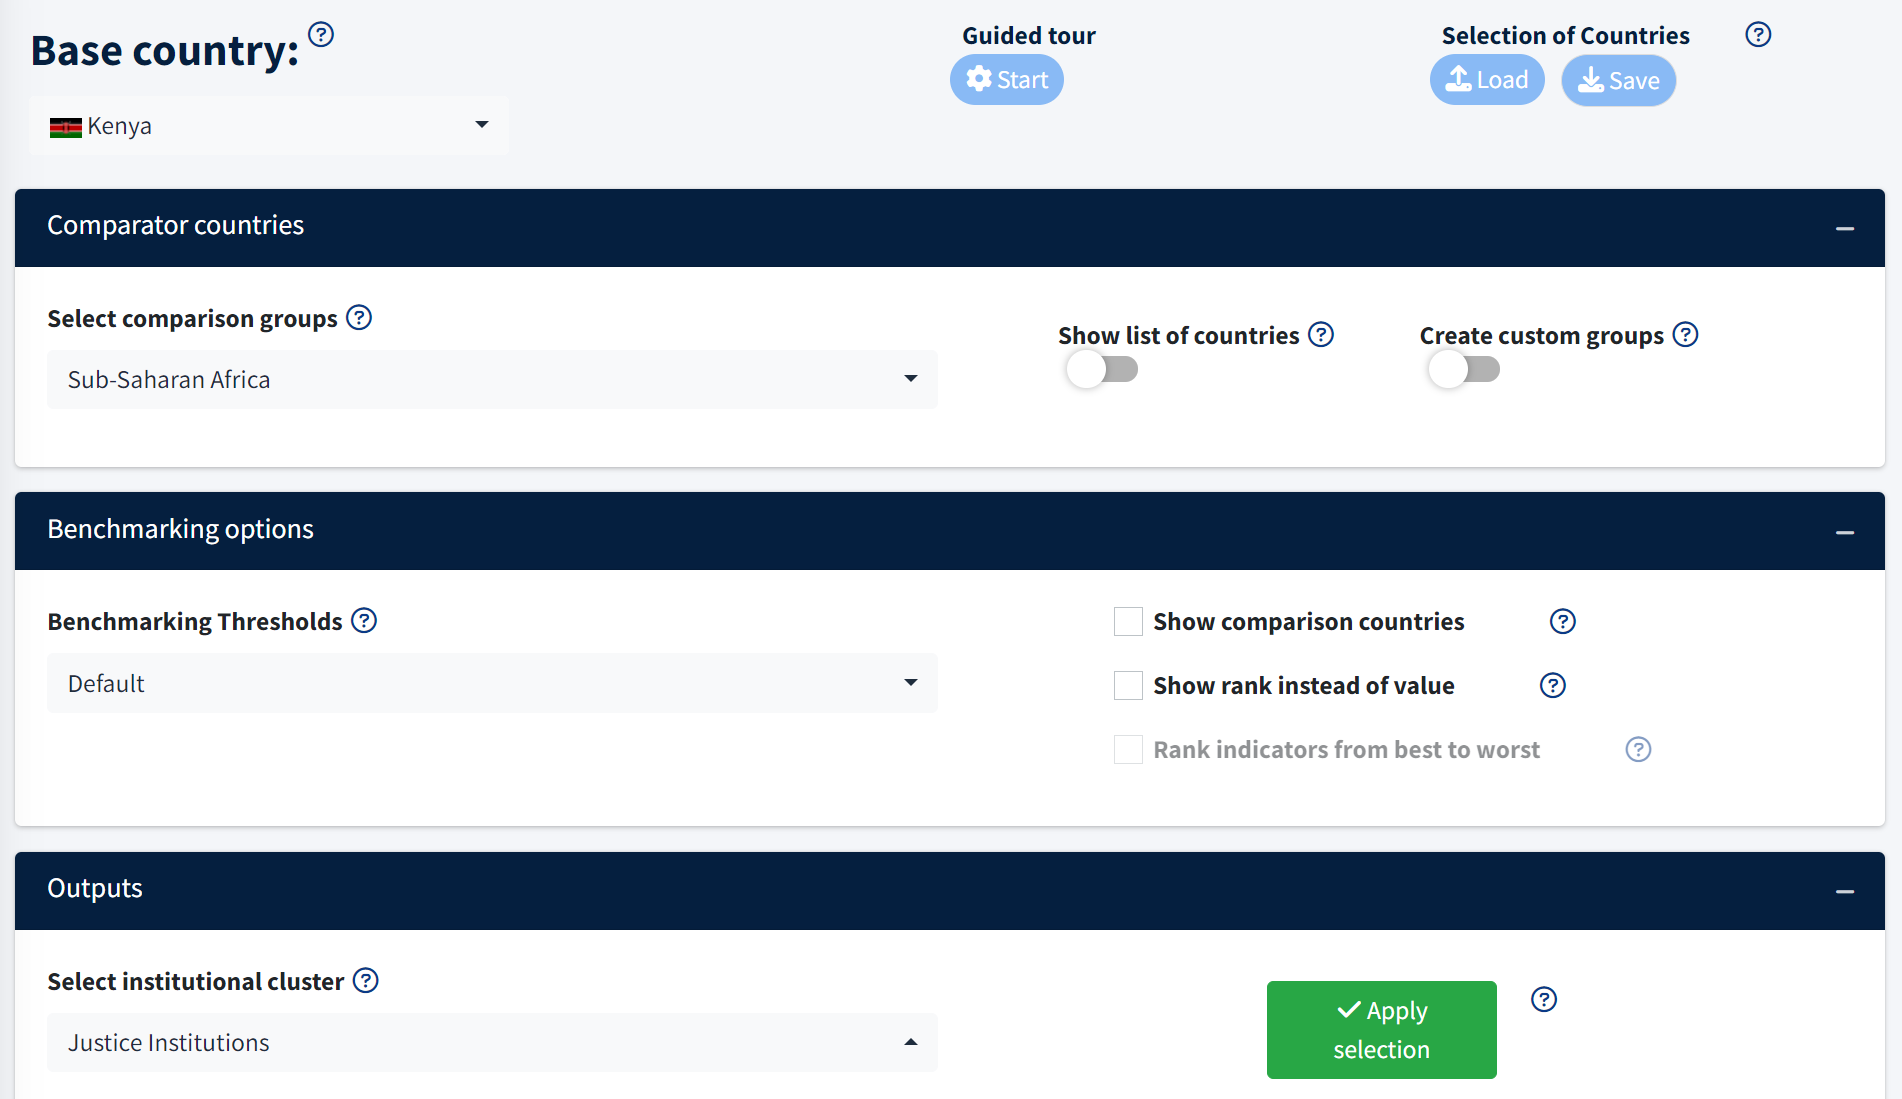 Base country:
Guided tour
Selection of Countries
Start
Load
Save
Kenya
Comparator countries
Select comparison groups
Show list of countries
Create custom groups
Sub-Saharan Africa
Benchmarking options
Benchmarking Thresholds
Show comparison countries
Default
Show rank instead of value
Rank indicators from best to worst
Outputs
Select institutional cluster
Apply
selection
Justice Institutions